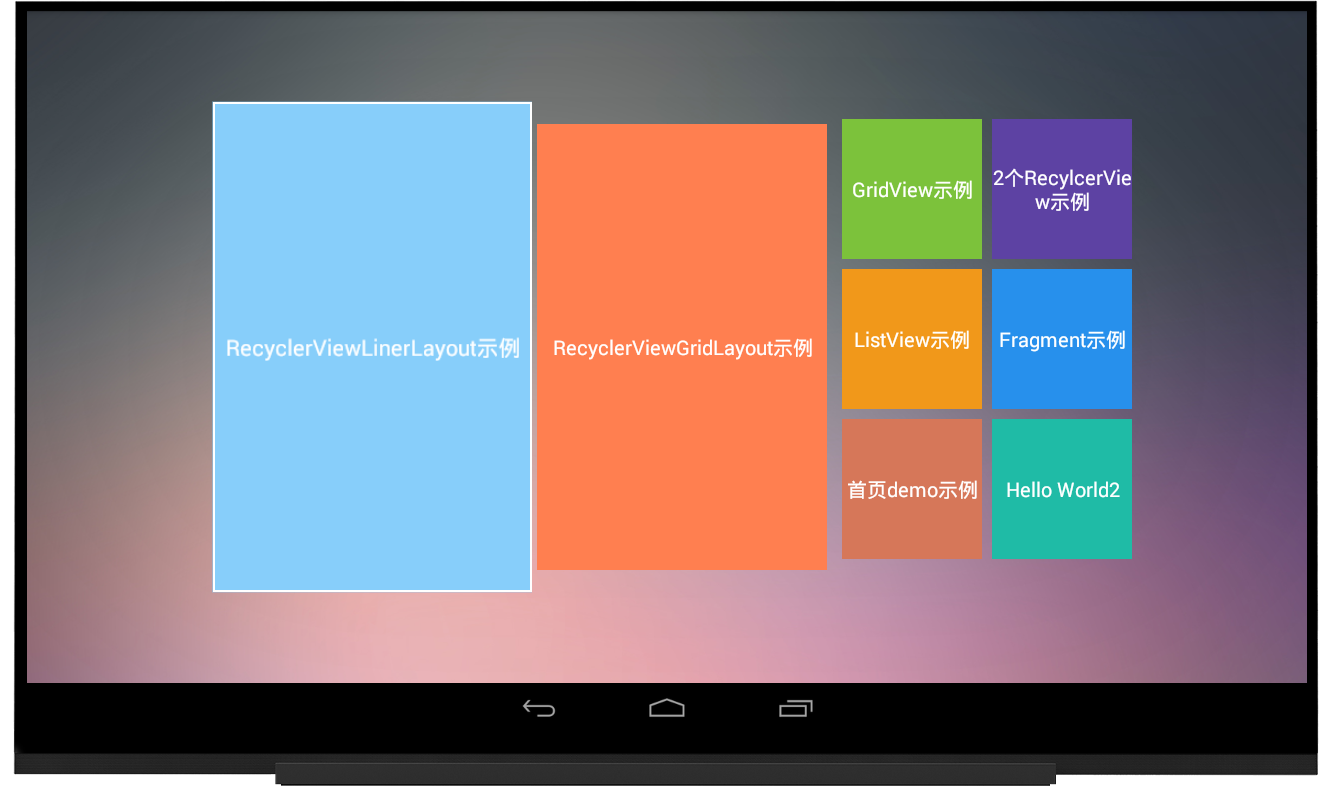 RecyclerViewLinerLayout示例
RecyclerViewGridLayout示例
GridView示例
2个RecylcerVie
w示例
ListView示例
Fragment示例
首页demo示例
Hello World2